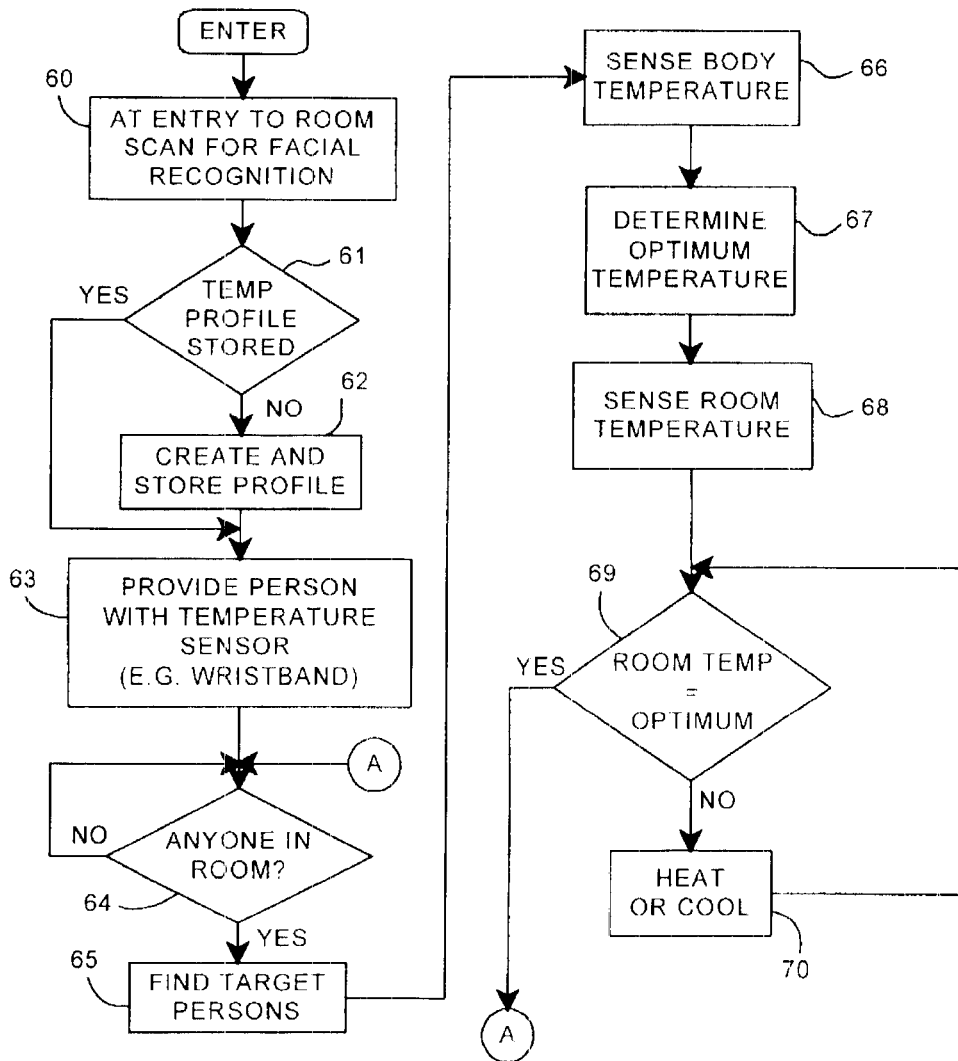 ENTER
60
AT ENTRY TO ROOM
SCAN FOR FACIAL
RECOGNITION
61
YES
TEMP
PROFILE
STORED
62
NO
CREATE AND
STORE PROFILE
63
PROVIDE PERSON
WITH TEMPERATURE
SENSOR
(E.G. WRISTBAND)
A
NO
ANYONE IN
ROOM?
64
YES
65
FIND TARGET
PERSONS
SENSE BODY
TEMPERATURE
66
DETERMINE
OPTIMUM
TEMPERATURE
67
SENSE ROOM
TEMPERATURE
68
69
YES
ROOM TEMP
=
OPTIMUM
NO
HEAT
OR COOL
70
A